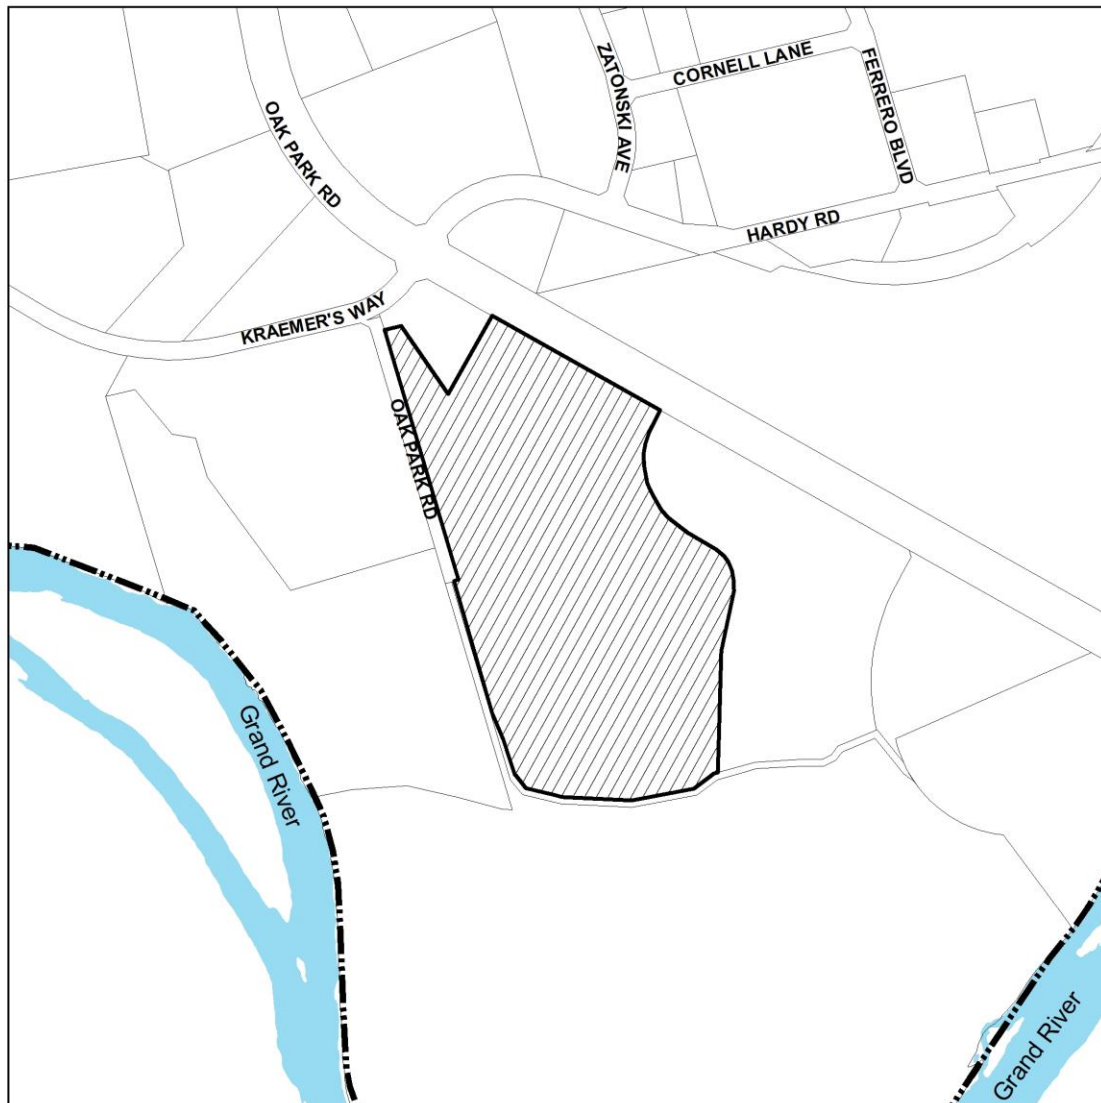 ZATONSKI AVE
CORNELL LANE
FERRERO BLVD
OAK PARK RD
HARDY RD
KRAEMER'S WAY
OAK PARK RD
Grand River
Grand River